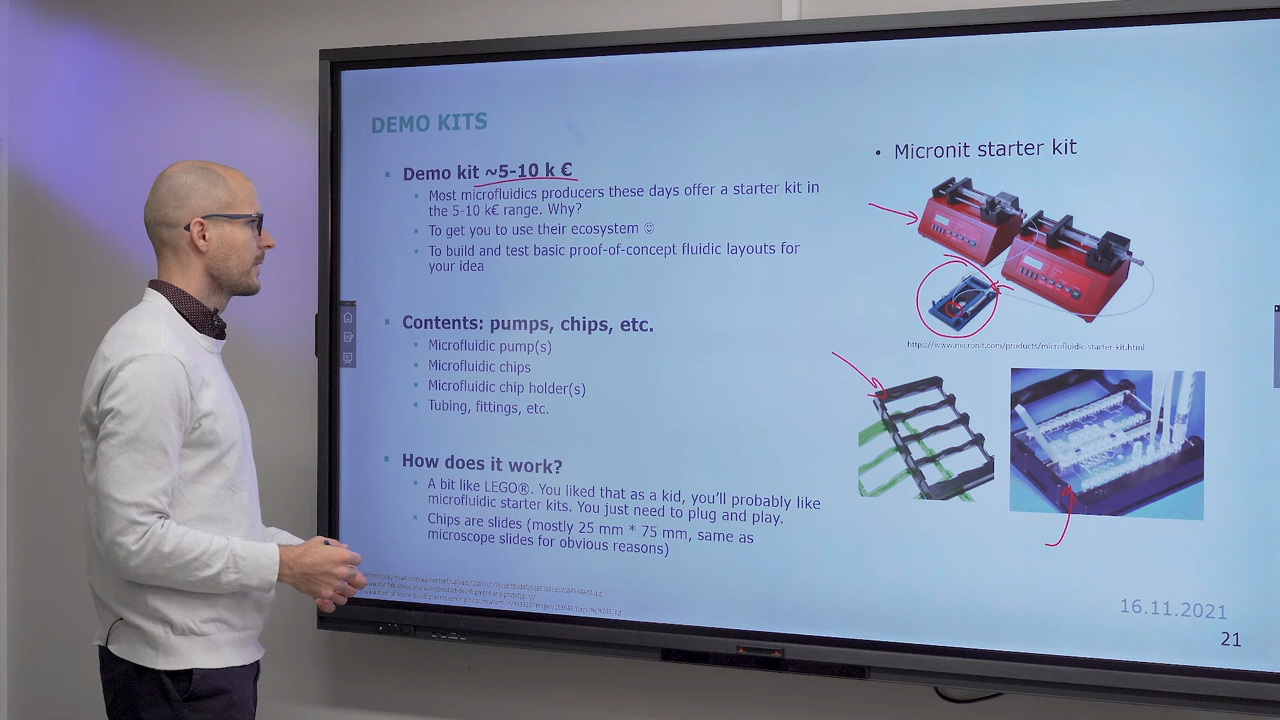 DEMO KITS
Demo kit ~5-10 k €
Most microfluidics producers these days offer a starter kit in
the 5-10 k€ range. Why?
To get you to use their ecosystem ☺
To build and test basic proof-of-concept fluidic layouts for
your idea
Contents: pumps, chips, etc.
Microfluidic pump(s)
Microfluidic chips
Microfluidic chip holder(s)
Tubing, fittings, etc.
How does it work?
A bit like LEGO®. You liked that as a kid, you'll probably like
microfluidic starter kits. You just need to plug and play.
Chips are slides (mostly 25 mm * 75 mm, same as
microscope slides for obvious reasons)
• Micronit starter kit
https://www.micronit.com/products/microfluidic-starter-kit.html
16.11.2021
21